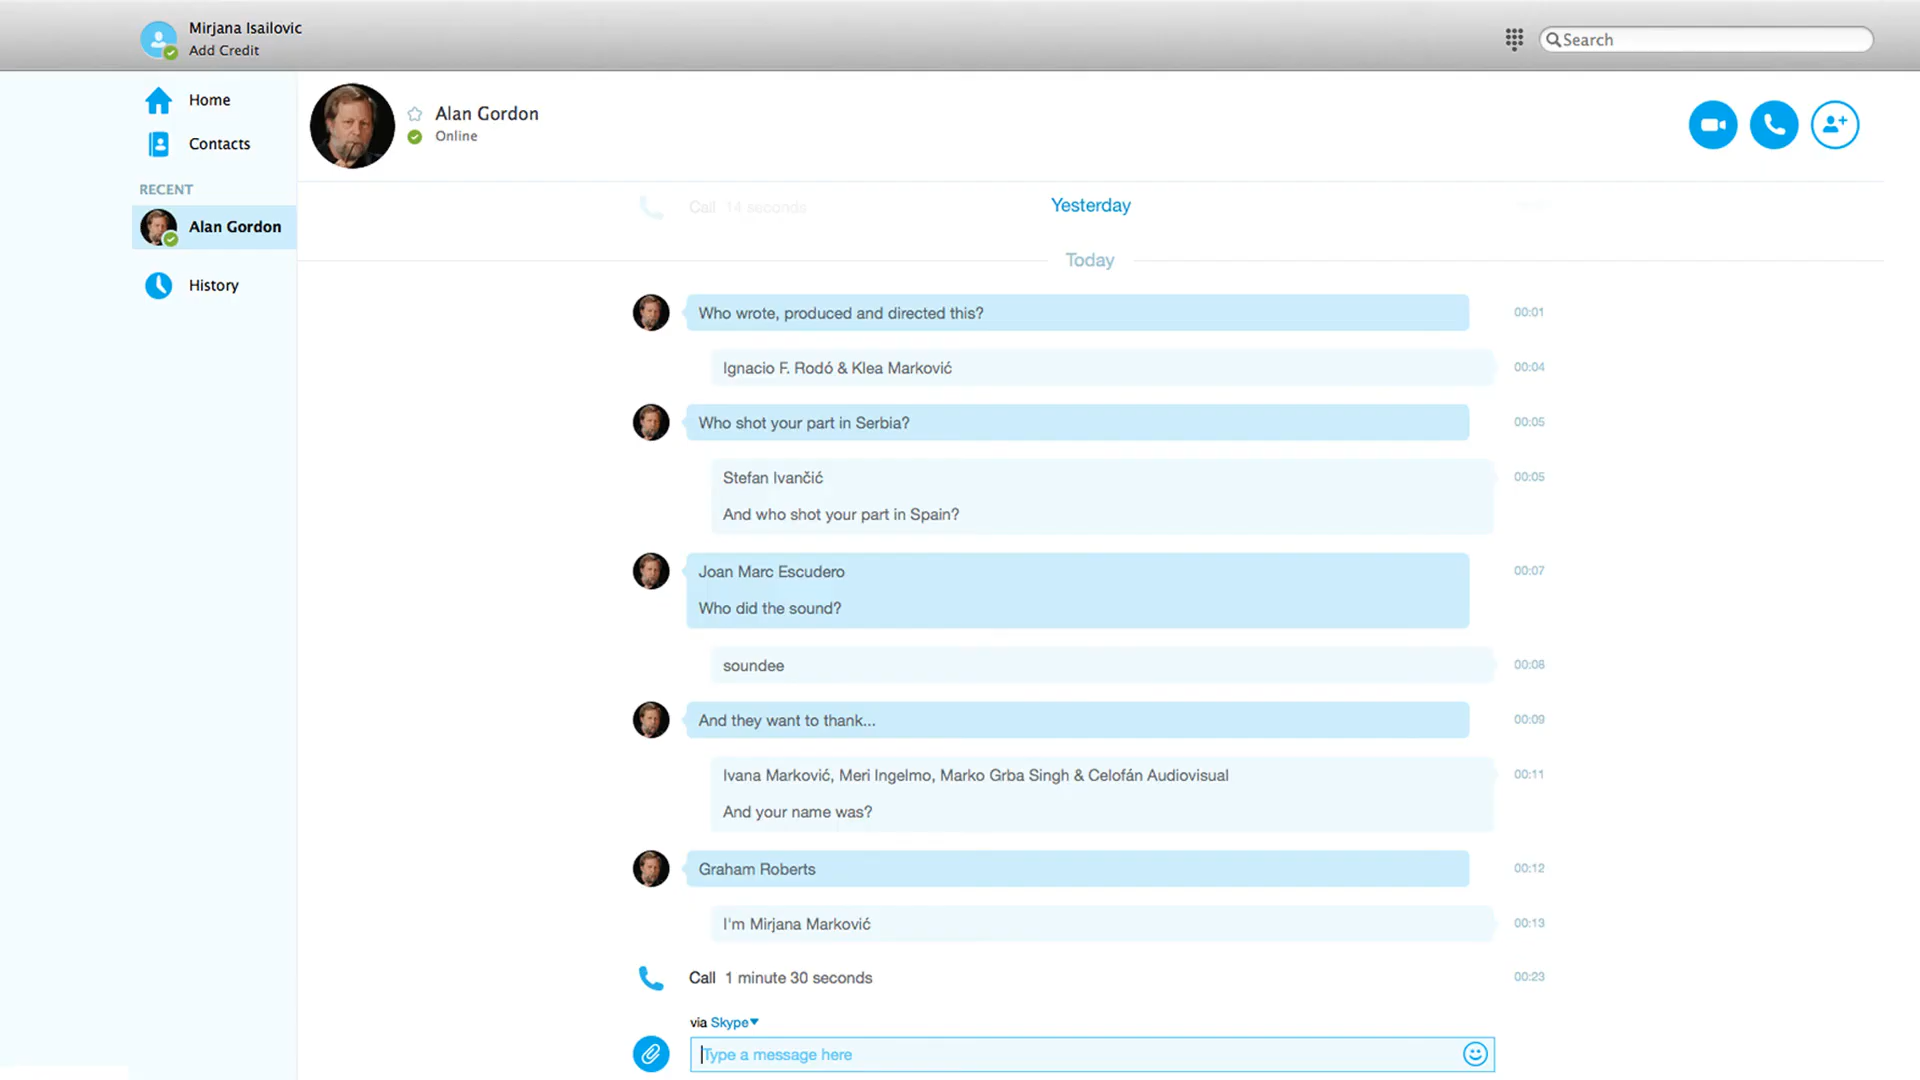 Mirjana Isailovic
Add Credit
Search
Home
Contacts
RECENT
Alan Gordon
History
Alan Gordon
Online
Call 14 seconds
Yesterday
Today
Who wrote, produced and directed this? 00:01
Ignacio F. Rodó & Klea Marković 00:04
Who shot your part in Serbia? 00:05
Stefan Ivančić 00:05
And who shot your part in Spain?
Joan Marc Escudero 00:07
Who did the sound?
soundee 00:08
And they want to thank... 00:09
Ivana Marković, Meri Ingelmo, Marko Grba Singh & Celofán Audiovisual 00:11
And your name was?
Graham Roberts 00:12
I'm Mirjana Marković 00:13
Call 1 minute 30 seconds 00:23
via Skype
Type a message here